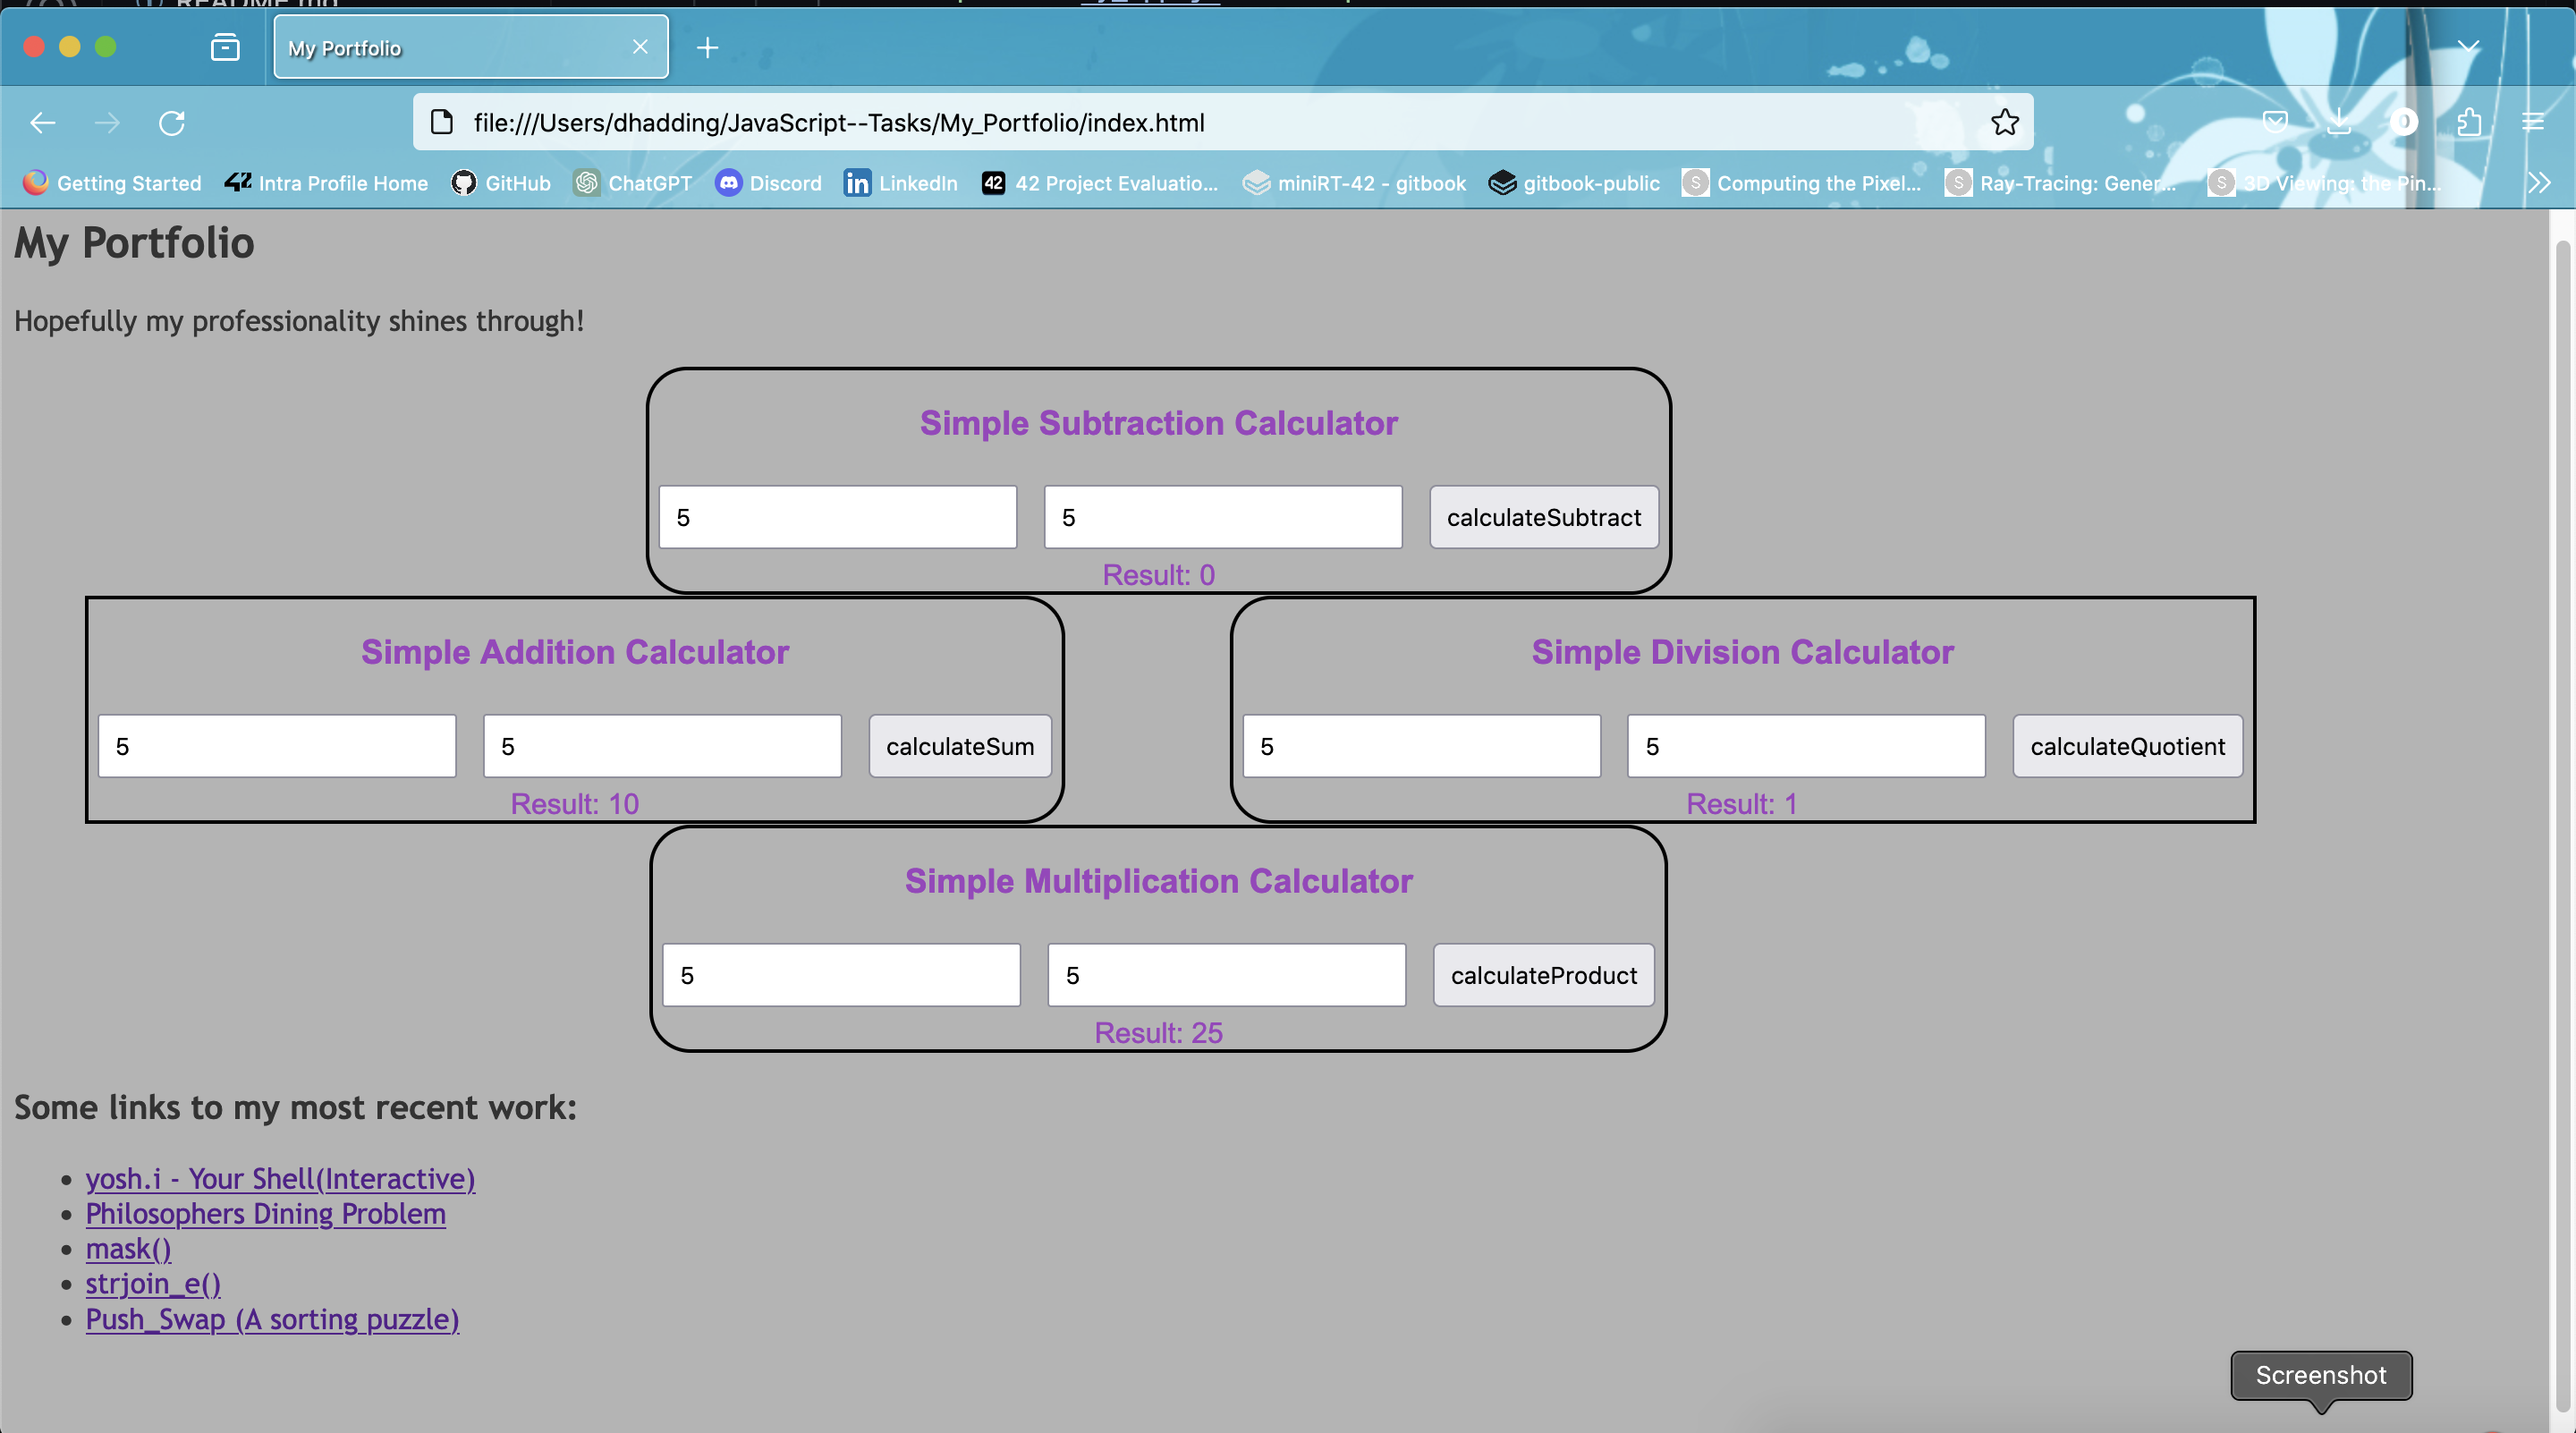 README.md
My Portfolio
file:///Users/dhadding/JavaScript--Tasks/My_Portfolio/index.html
Getting Started
42 Intra Profile Home
GitHub
ChatGPT
Discord
in LinkedIn
42 42 Project Evaluatio...
miniRT-42 - gitbook
gitbook-public
S Computing the Pixel...
S Ray-Tracing: Gener...
S 3D Viewing: the Pin...
My Portfolio
Hopefully my professionality shines through!
Simple Subtraction Calculator
5 5 calculateSubtract
Result: 0
Simple Addition Calculator
5 5 calculateSum
Result: 10
Simple Division Calculator
5 5 calculateQuotient
Result: 1
Simple Multiplication Calculator
5 5 calculateProduct
Result: 25
Some links to my most recent work:
yosh.i - Your Shell(Interactive)
Philosophers Dining Problem
mask()
strjoin_e()
Push_Swap (A sorting puzzle)
Screenshot